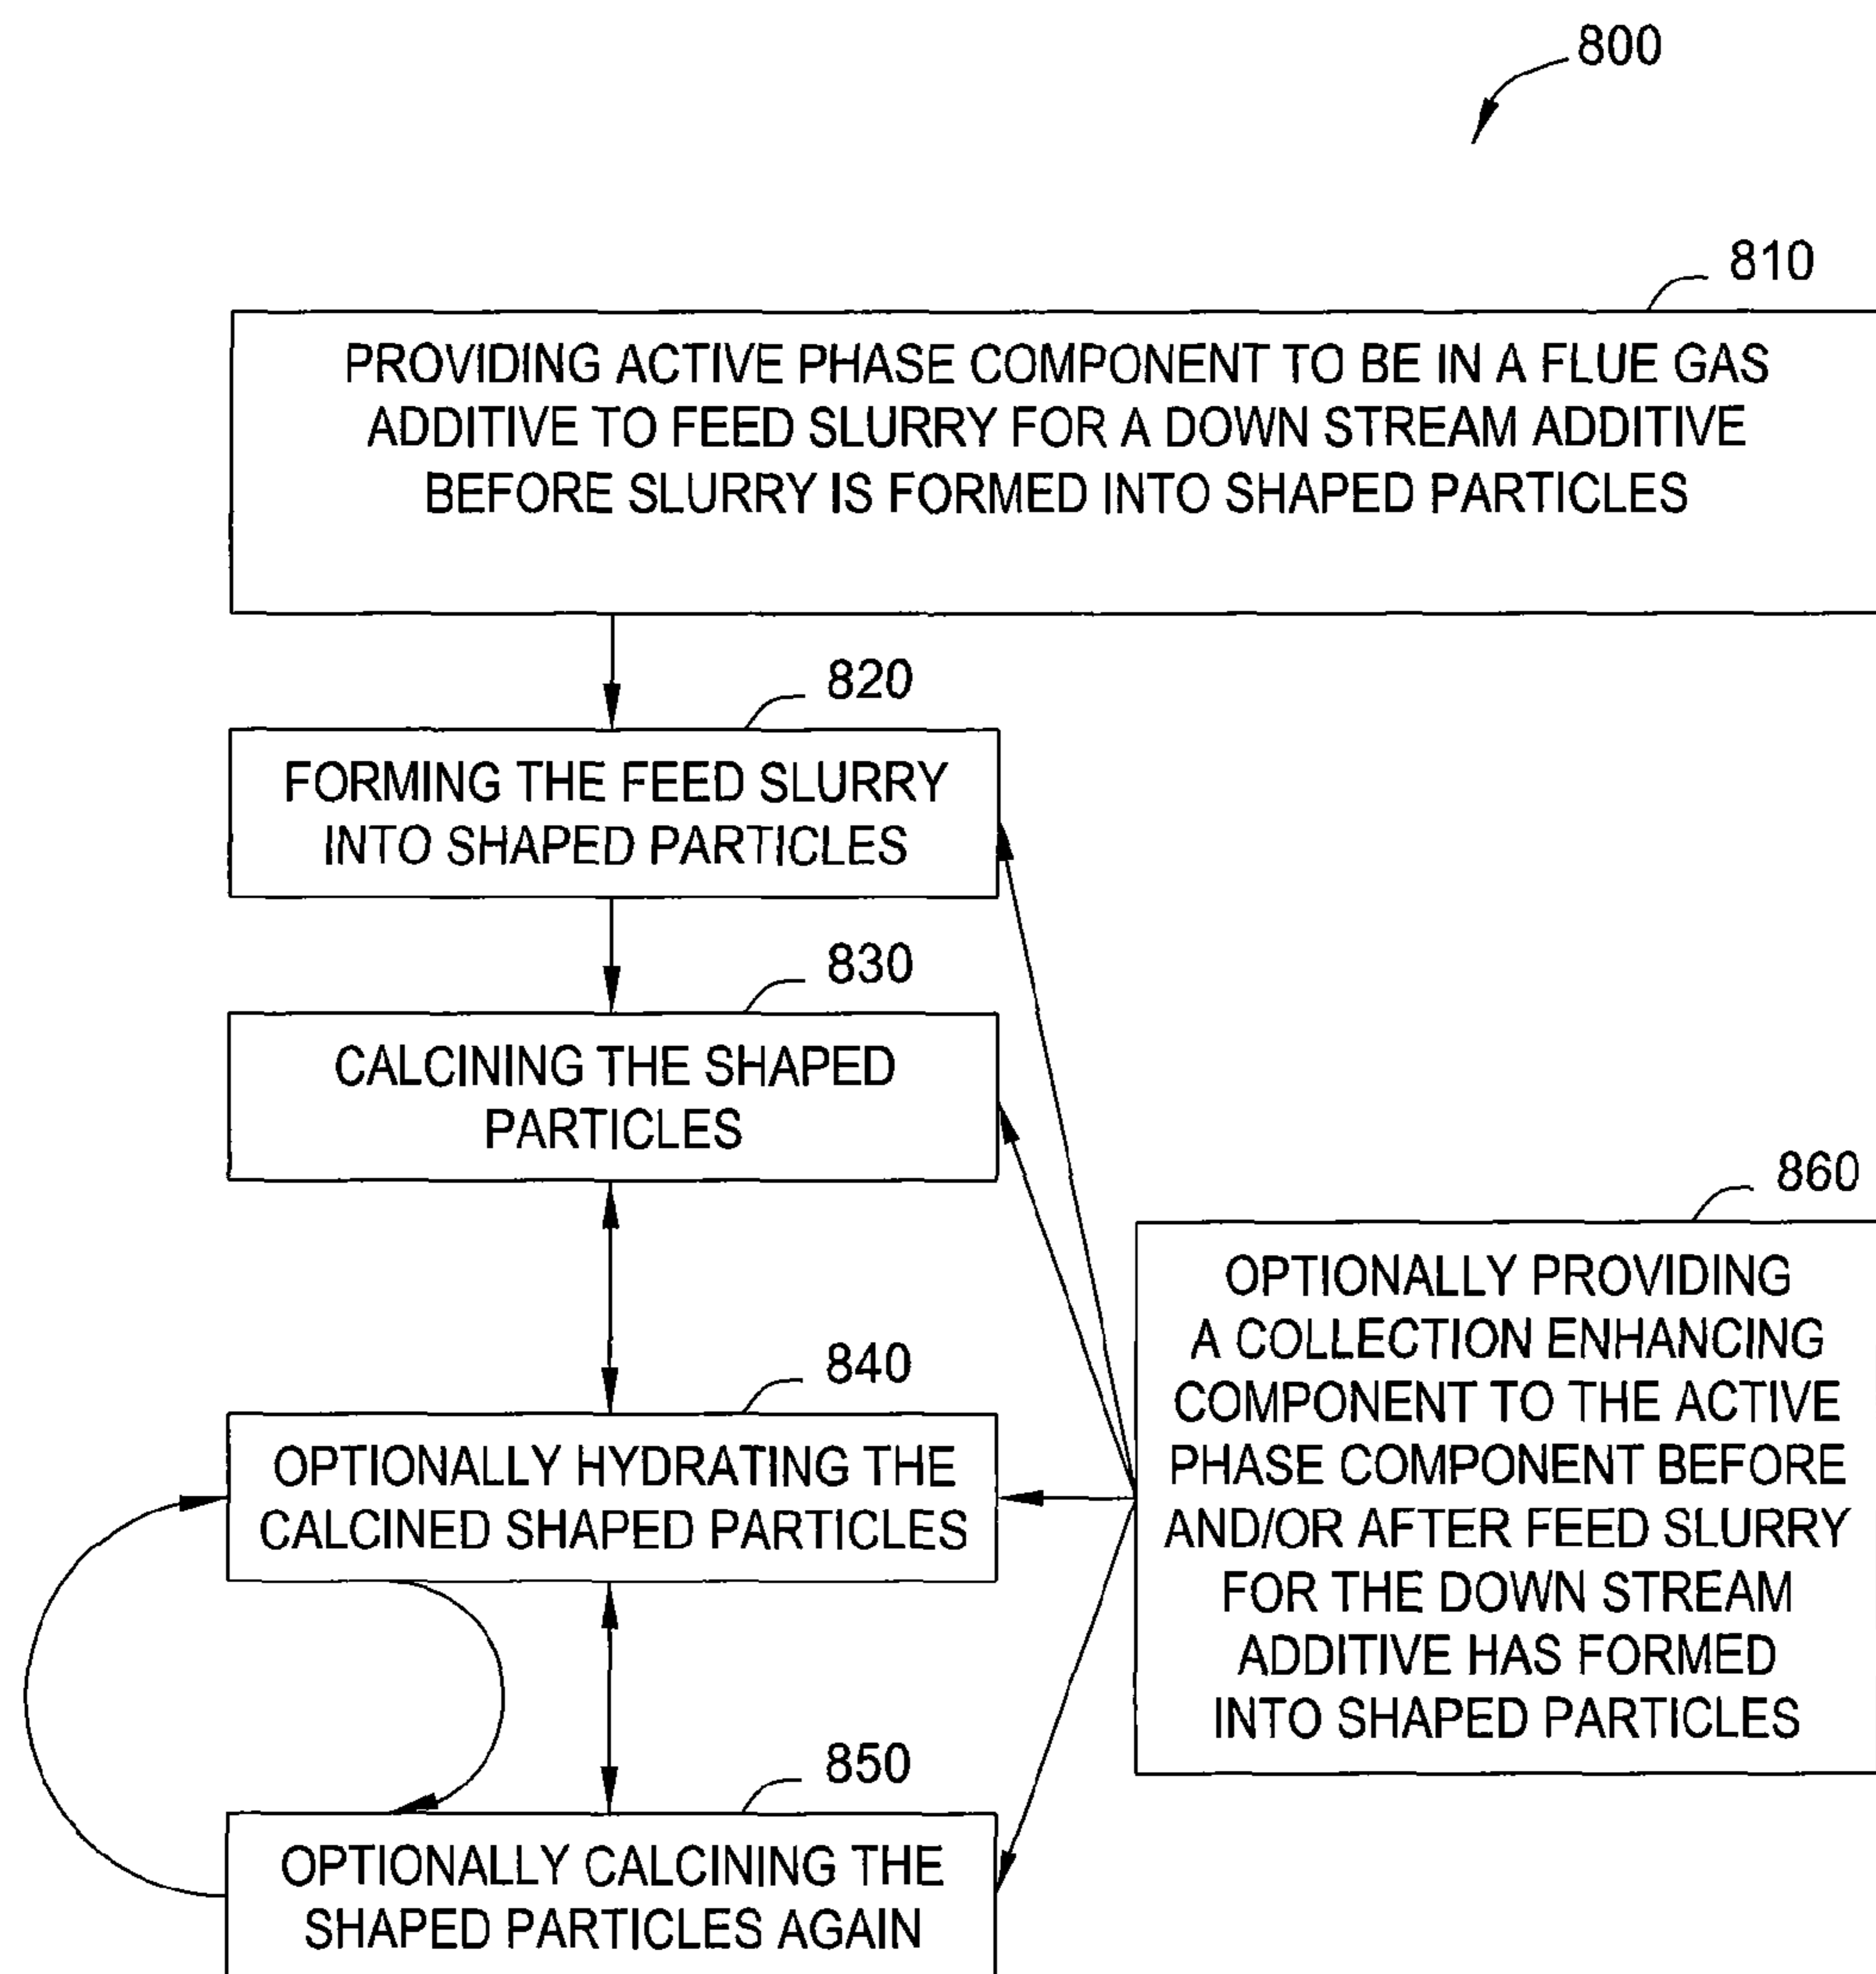 800
810
PROVIDING ACTIVE PHASE COMPONENT TO BE IN A FLUE GAS
ADDITIVE TO FEED SLURRY FOR A DOWN STREAM ADDITIVE
BEFORE SLURRY IS FORMED INTO SHAPED PARTICLES
820
FORMING THE FEED SLURRY
INTO SHAPED PARTICLES
830
CALCINING THE SHAPED
PARTICLES
840
OPTIONALLY HYDRATING THE
CALCINED SHAPED PARTICLES
850
OPTIONALLY CALCINING THE
SHAPED PARTICLES AGAIN
860
OPTIONALLY PROVIDING
A COLLECTION ENHANCING
COMPONENT TO THE ACTIVE
PHASE COMPONENT BEFORE
AND/OR AFTER FEED SLURRY
FOR THE DOWN STREAM
ADDITIVE HAS FORMED
INTO SHAPED PARTICLES